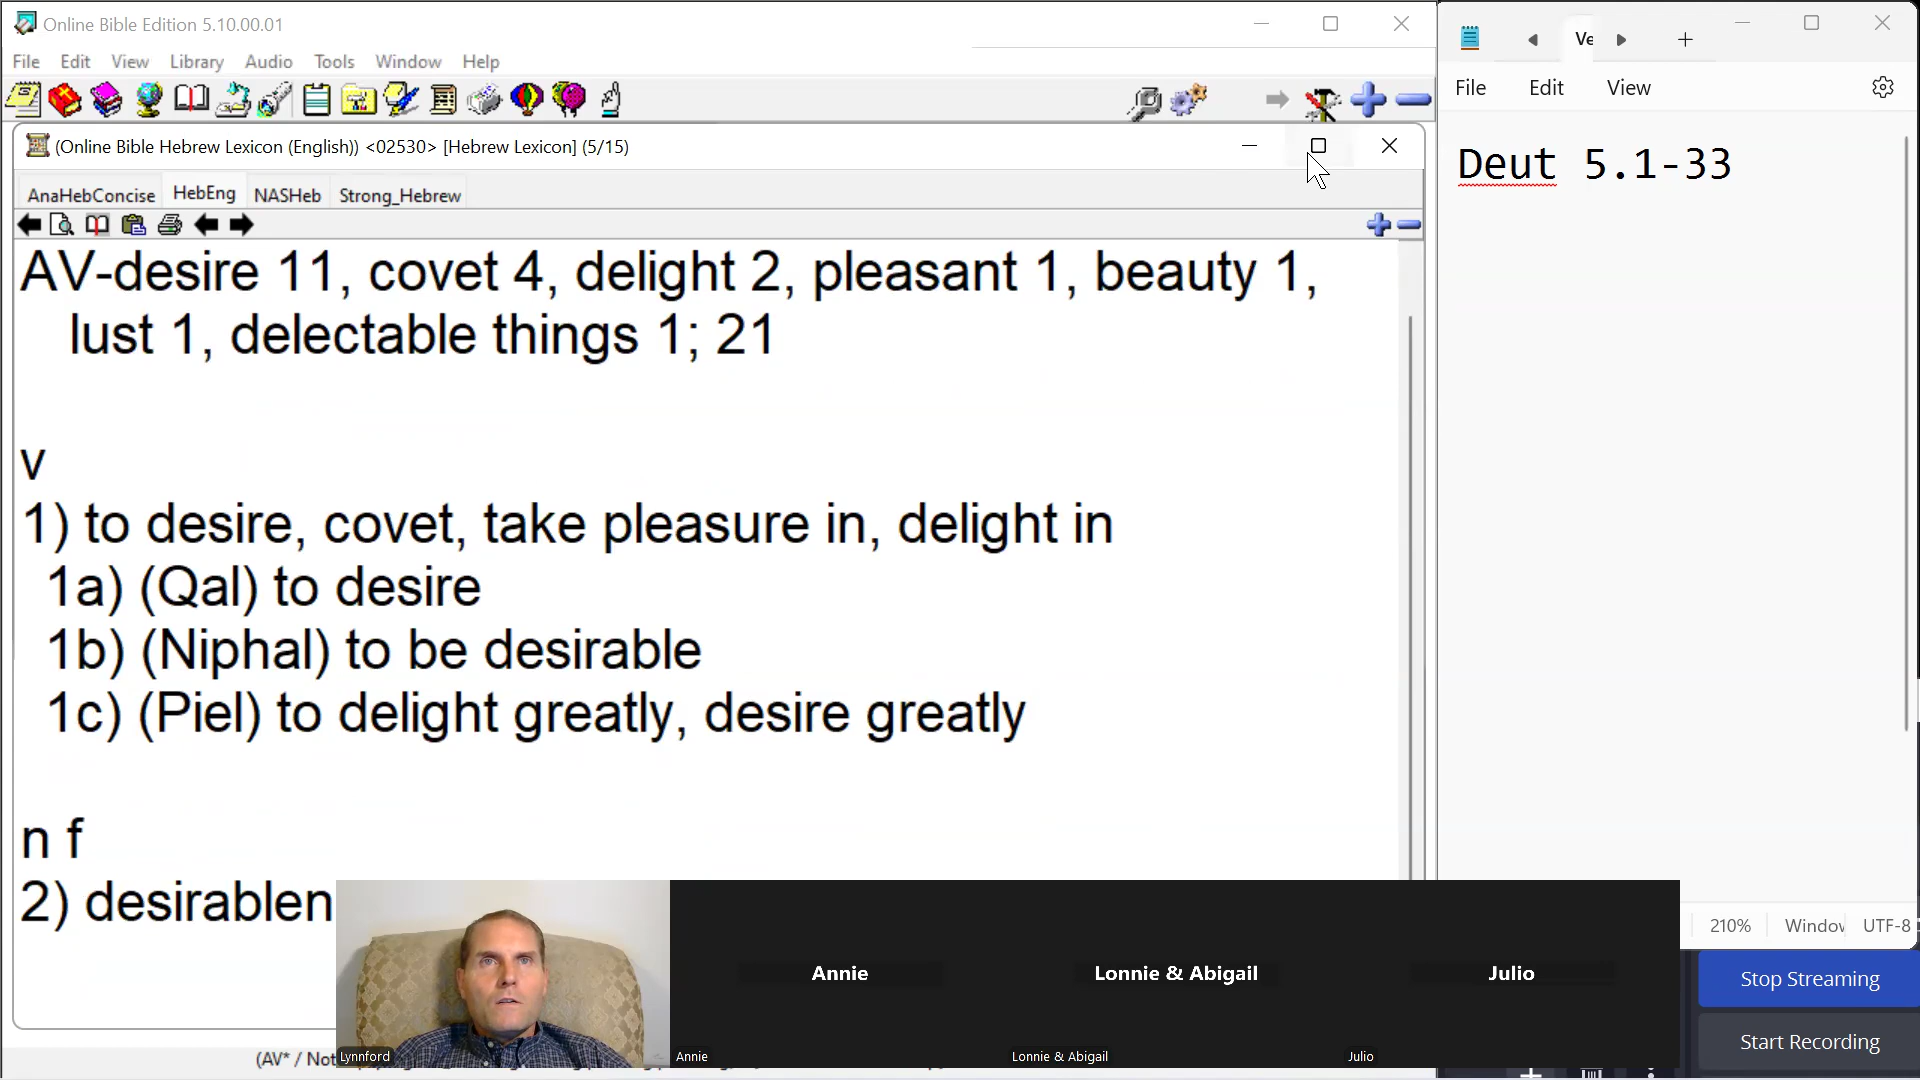 Online Bible Edition 5.10.00.01
File Edit View Library Audio Tools Window Help
(Online Bible Hebrew Lexicon (English)) <02530> [Hebrew Lexicon] (5/15)
AnaHebConcise HebEng NASHeb Strong_Hebrew
AV-desire 11, covet 4, delight 2, pleasant 1, beauty 1,
lust 1, delectable things 1; 21
v
1) to desire, covet, take pleasure in, delight in
1a) (Qal) to desire
1b) (Niphal) to be desirable
1c) (Piel) to delight greatly, desire greatly
n f
2) desirablen
(AV* / Not
Ve
File Edit View
Deut 5.1-33
210% Window UTF-8
Stop Streaming
Start Recording
Annie
Lonnie & Abigail
Julio
Lynnford
Annie
Lonnie & Abigail
Julio